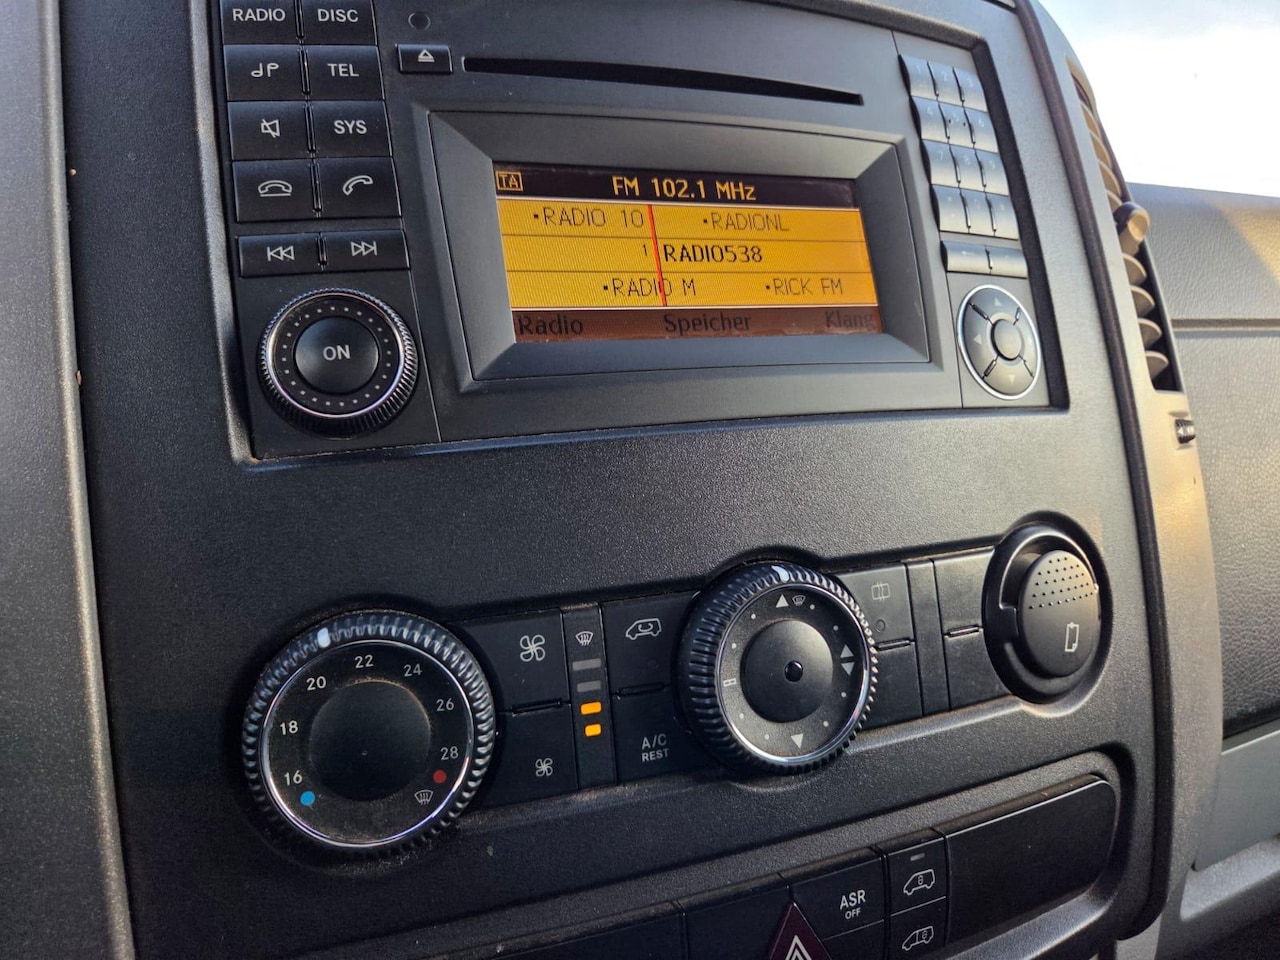 RADIO DISC
TEL
SYS
ON
TA FM 102.1 MHz
•RADIO 10 •RADIONL
1 RADIO538
•RADIO M •RICK FM
Radio Speicher Klang
16 18 20 22 24 26 28
A/C
REST
ASR
OFF